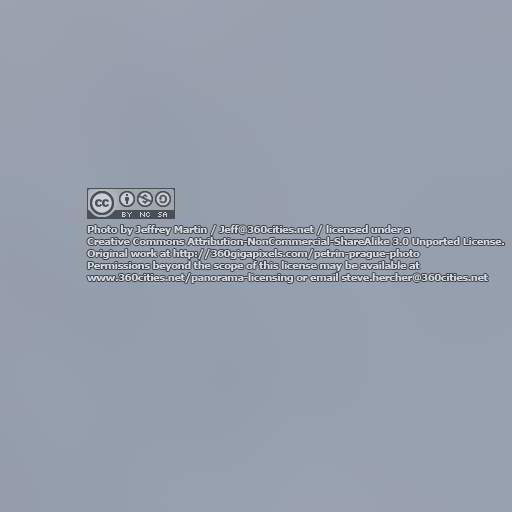 cc BY NC SA
Photo by Jeffrey Martin / Jeff@360cities.net / licensed under a
Creative Commons Attribution-NonCommercial-ShareAlike 3.0 Unported License.
Original work at http://360gigapixels.com/petrin-prague-photo
Permissions beyond the scope of this license may be available at
www.360cities.net/panorama-licensing or email steve.hercher@360cities.net